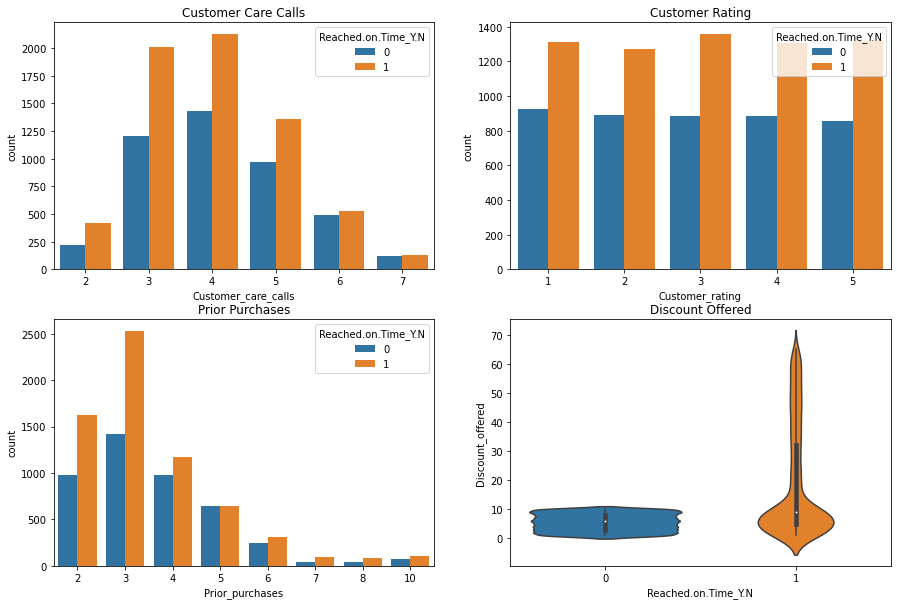 Customer Care Calls
Reached.on.Time_Y.N
0
1
2000
1750
1500
1250
1000
750
500
250
0
count
2 3 4 5 6 7
Customer_care_calls
Customer Rating
Reached.on.Time_Y.N
0
1
1400
1200
1000
800
600
400
200
0
count
1 2 3 4 5
Customer_rating
Prior Purchases
Reached.on.Time_Y.N
0
1
2500
2000
1500
1000
500
0
count
2 3 4 5 6 7 8 10
Prior_purchases
Discount Offered
70
60
50
40
30
20
10
0
Discount_offered
0 1
Reached.on.Time_Y.N